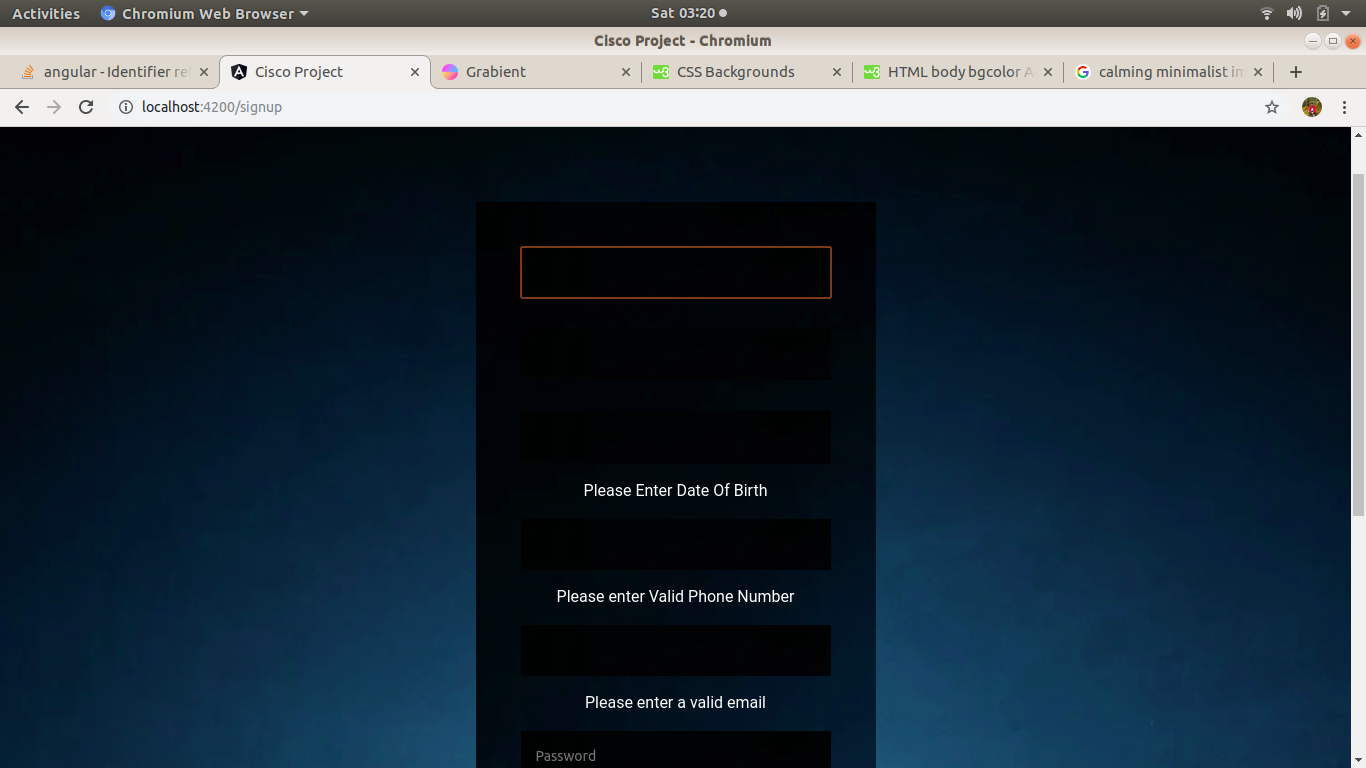 Activities Chromium Web Browser Sat 03:20
Cisco Project - Chromium
angular - Identifier re Cisco Project Grabient CSS Backgrounds HTML body bgcolor A calming minimalist im
localhost:4200/signup
Please Enter Date Of Birth
Please enter Valid Phone Number
Please enter a valid email
Password